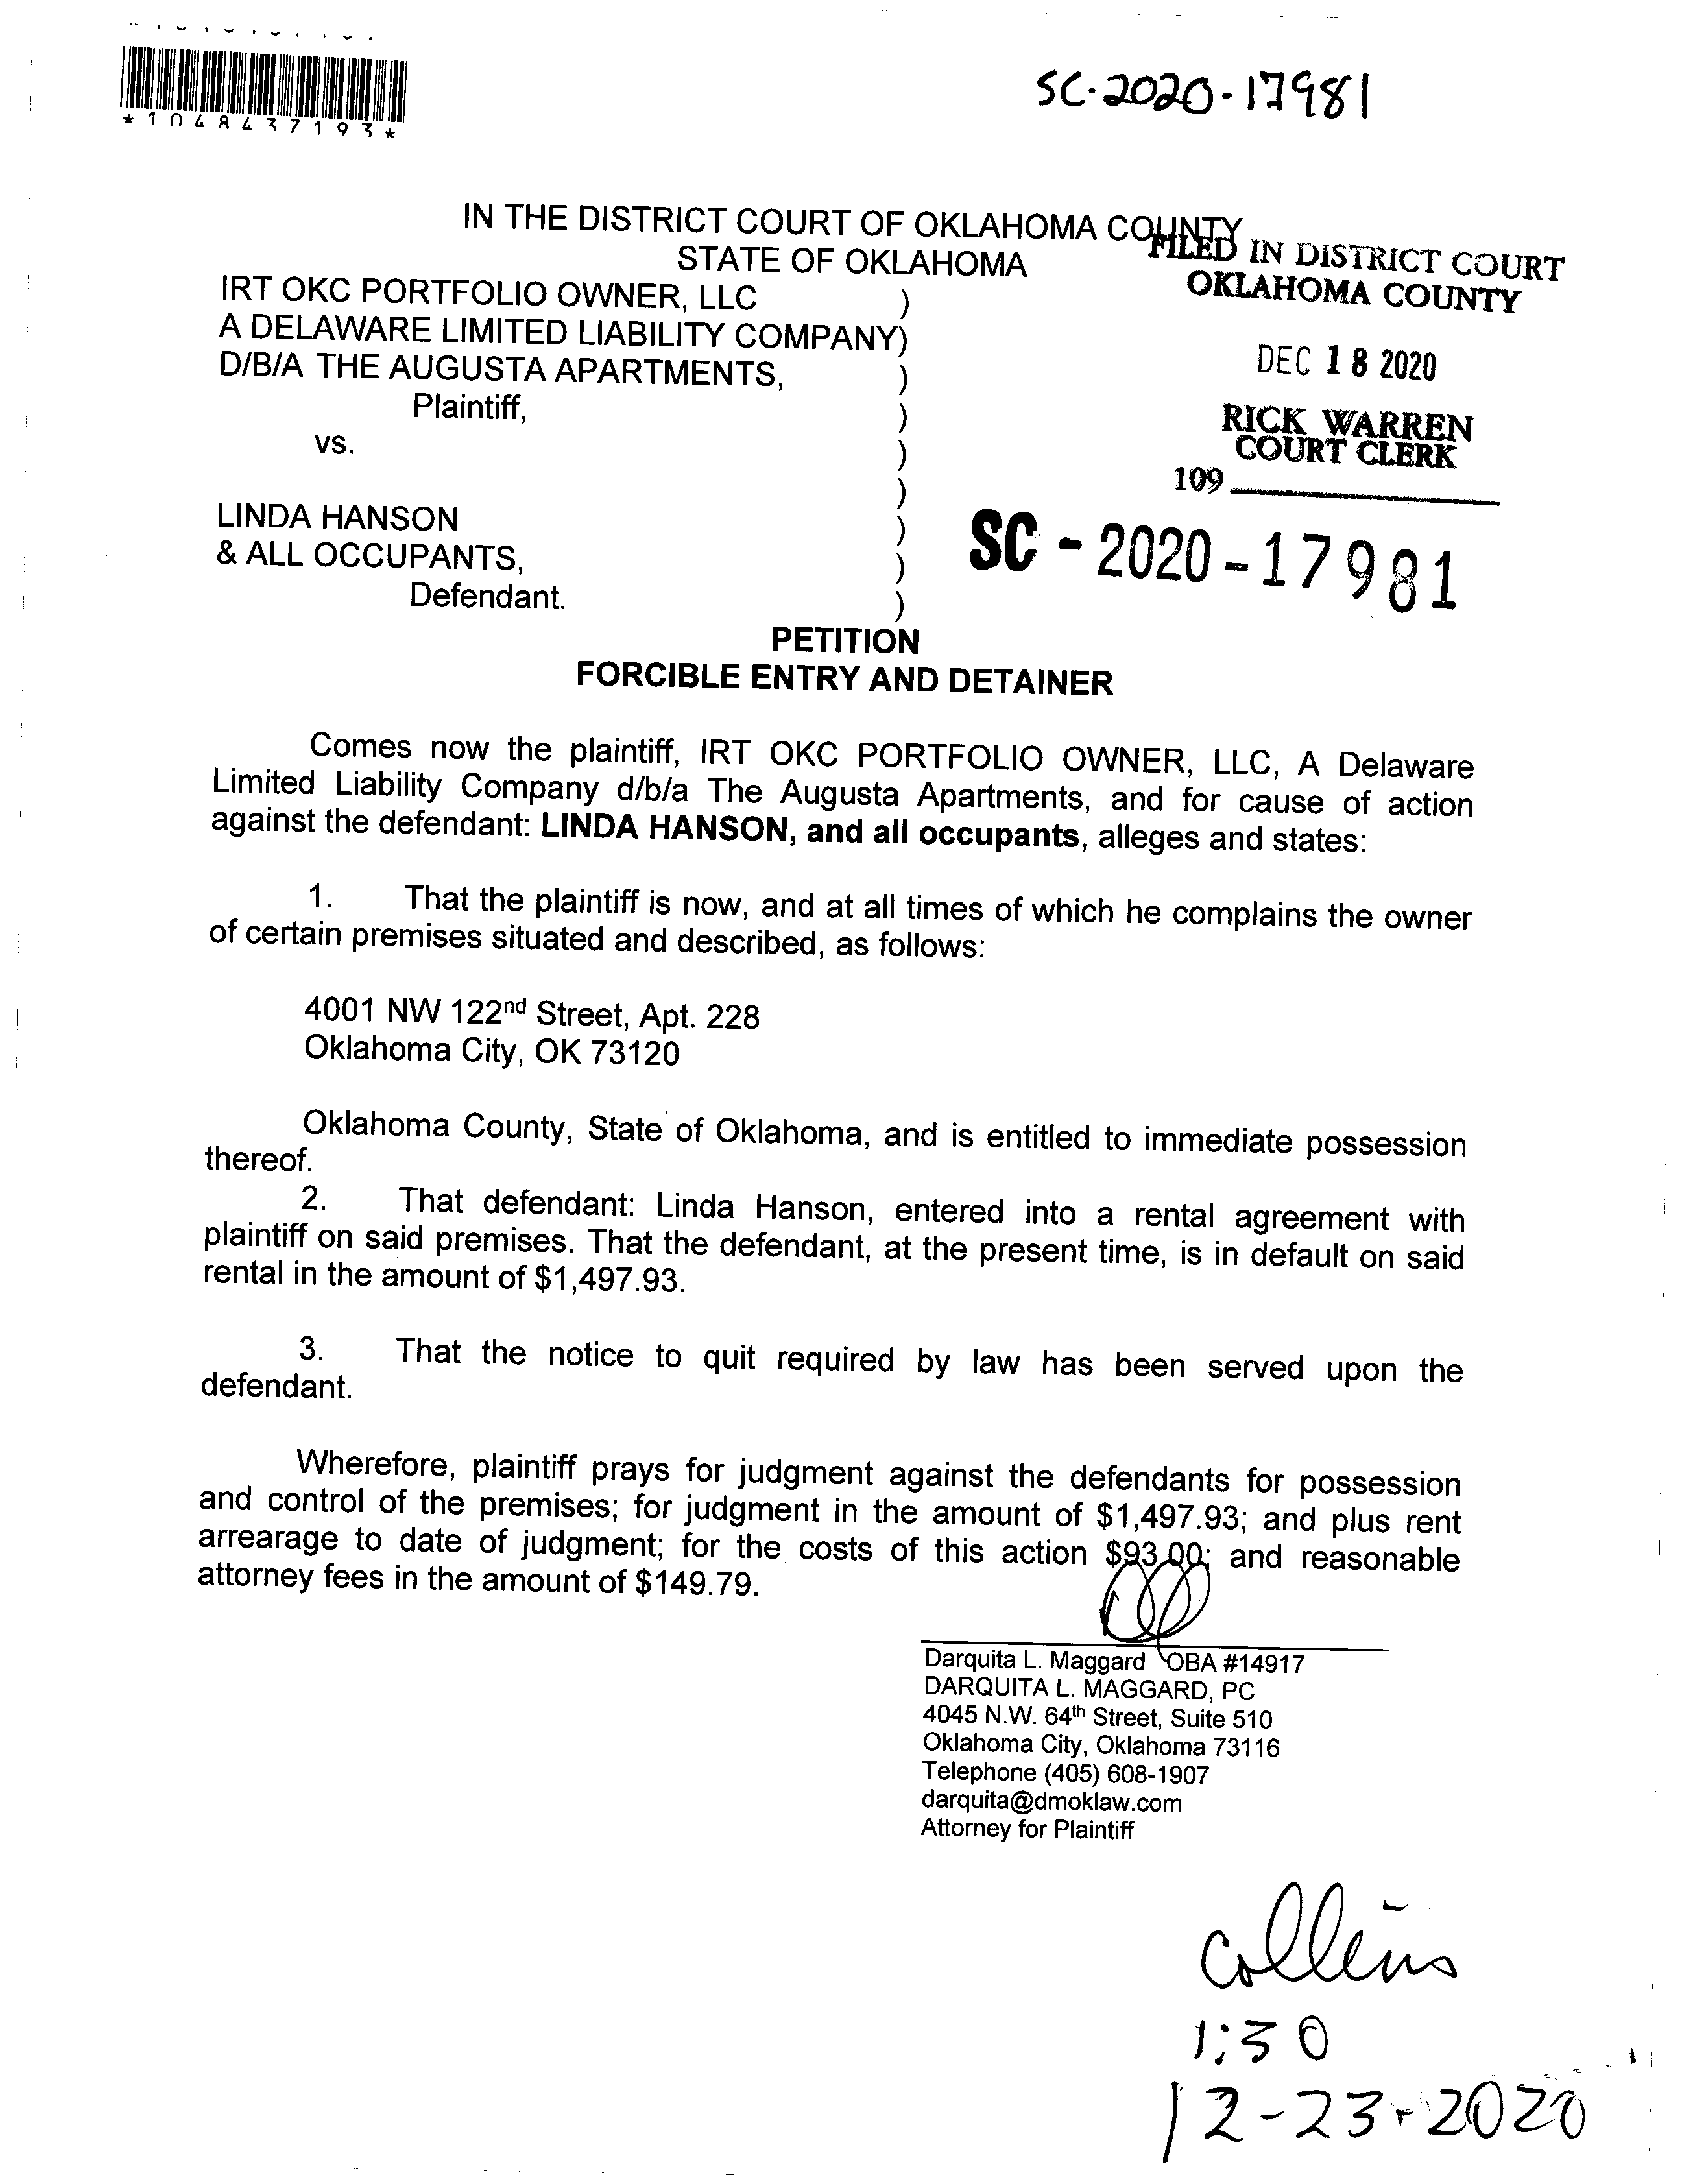 *1048437193*
SC-2020-17981
IN THE DISTRICT COURT OF OKLAHOMA COUNTY
STATE OF OKLAHOMA
FILED IN DISTRICT COURT
OKLAHOMA COUNTY
DEC 18 2020
RICK WARREN
COURT CLERK
109
SC - 2020 - 17981
IRT OKC PORTFOLIO OWNER, LLC )
A DELAWARE LIMITED LIABILITY COMPANY)
D/B/A THE AUGUSTA APARTMENTS, )
Plaintiff, )
vs. )
)
LINDA HANSON )
& ALL OCCUPANTS, )
Defendant. )
PETITION
FORCIBLE ENTRY AND DETAINER
Comes now the plaintiff, IRT OKC PORTFOLIO OWNER, LLC, A Delaware
Limited Liability Company d/b/a The Augusta Apartments, and for cause of action
against the defendant: LINDA HANSON, and all occupants, alleges and states:
1. That the plaintiff is now, and at all times of which he complains the owner
of certain premises situated and described, as follows:
4001 NW 122nd Street, Apt. 228
Oklahoma City, OK 73120
Oklahoma County, State of Oklahoma, and is entitled to immediate possession
thereof.
2. That defendant: Linda Hanson, entered into a rental agreement with
plaintiff on said premises. That the defendant, at the present time, is in default on said
rental in the amount of $1,497.93.
3. That the notice to quit required by law has been served upon the
defendant.
Wherefore, plaintiff prays for judgment against the defendants for possession
and control of the premises; for judgment in the amount of $1,497.93; and plus rent
arrearage to date of judgment; for the costs of this action $93.00; and reasonable
attorney fees in the amount of $149.79.
Darquita L. Maggard OBA #14917
DARQUITA L. MAGGARD, PC
4045 N.W. 64th Street, Suite 510
Oklahoma City, Oklahoma 73116
Telephone (405) 608-1907
darquita@dmoklaw.com
Attorney for Plaintiff
Collins
1:30
12-23-2020